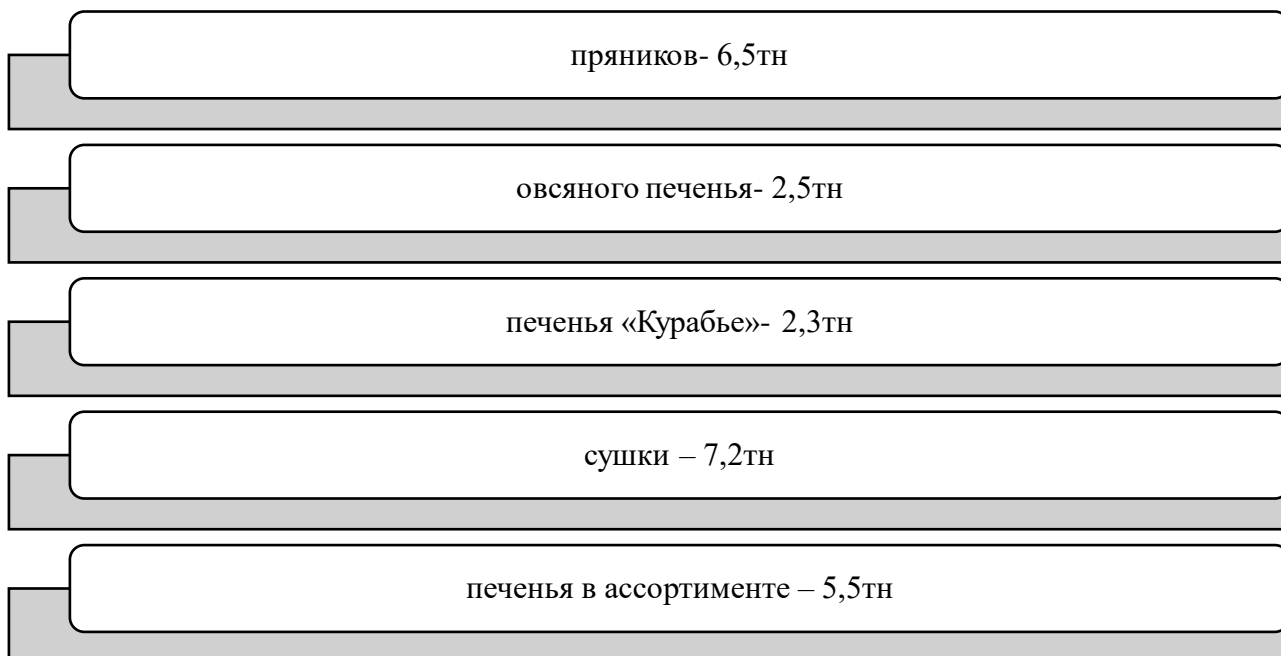 пряников- 6,5тн
овсяного печенья- 2,5тн
печенья «Курабье»- 2,3тн
сушки – 7,2тн
печенья в ассортименте – 5,5тн